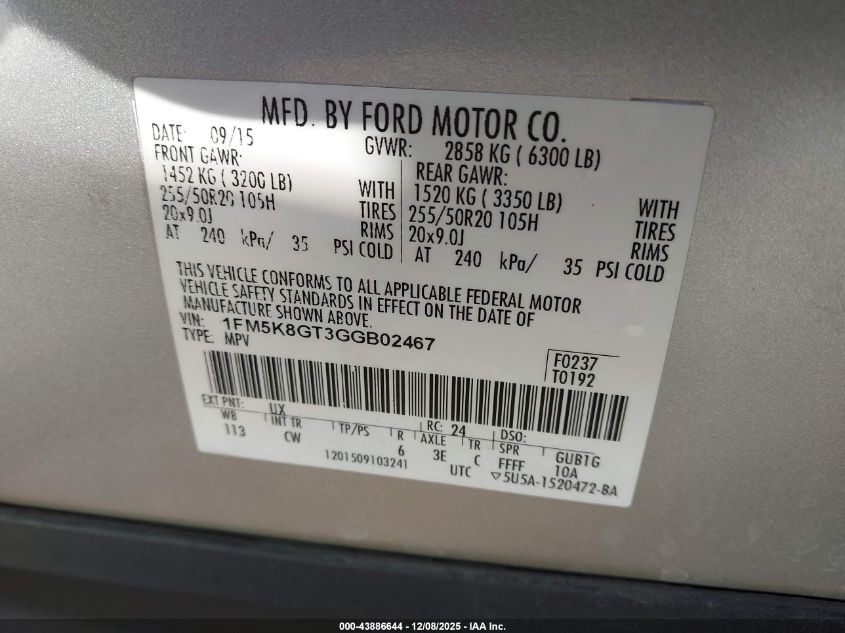 MFD. BY FORD MOTOR CO.
DATE: 09/15 GVWR: 2858 KG ( 6300 LB)
FRONT GAWR: REAR GAWR:
1452 KG ( 3200 LB) WITH 1520 KG ( 3350 LB) WITH
255/50R20 105H TIRES 255/50R20 105H TIRES
20x9.0J RIMS 20x9.0J RIMS
AT 240 kPa/ 35 PSI COLD AT 240 kPa/ 35 PSI COLD
THIS VEHICLE CONFORMS TO ALL APPLICABLE FEDERAL MOTOR
VEHICLE SAFETY STANDARDS IN EFFECT ON THE DATE OF
MANUFACTURE SHOWN ABOVE.
VIN: 1FM5K8GT3GGB02467
TYPE: MPV
F0237
T0192
EXT PNT: UX RC: 24 DSO:
WB INT TR TP/PS R AXLE TR SPR GUB1G
113 CW 6 3E C FFFF 10A
1201509103241 UTC ▽5U5A-1520472-BA
000-43886644 - 12/08/2025 - IAA Inc.